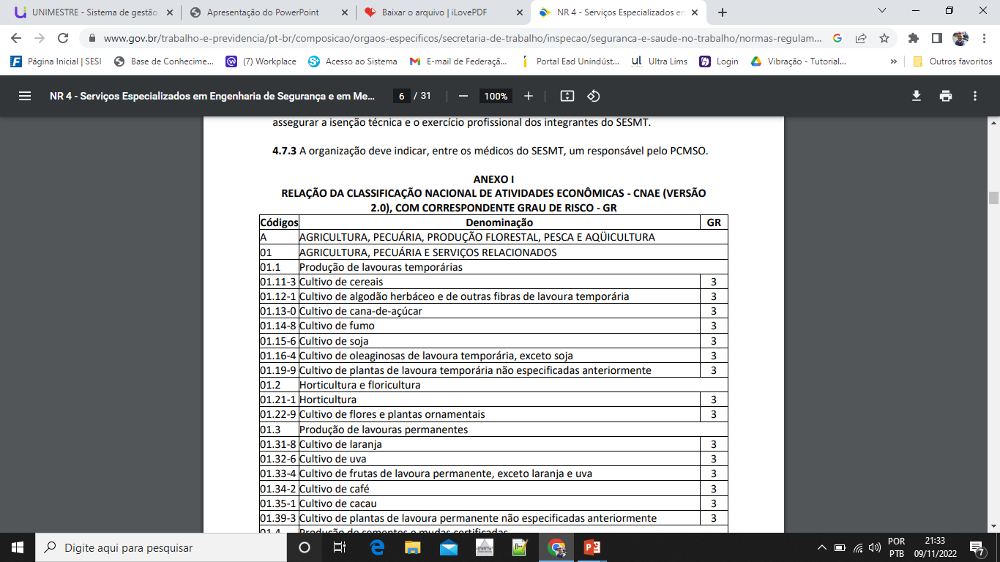 UNIMESTRE - Sistema de gestão
Apresentação do PowerPoint
Baixar o arquivo | iLovePDF
NR 4 - Serviços Especializados em
www.gov.br/trabalho-e-previdencia/pt-br/composicao/orgaos-especificos/secretaria-de-trabalho/inspecao/seguranca-e-saude-no-trabalho/normas-regulam...
Página Inicial | SESI
Base de Conhecime...
(7) Workplace
Acesso ao Sistema
E-mail de Federaçã...
Portal Ead Unindúst...
Ultra Lims
Login
Vibração - Tutorial...
»
Outros favoritos
NR 4 - Serviços Especializados em Engenharia de Segurança e em Me...
6 / 31
100%
assegurar a isenção técnica e o exercício profissional dos integrantes do SESMT.
4.7.3 A organização deve indicar, entre os médicos do SESMT, um responsável pelo PCMSO.
ANEXO I
RELAÇÃO DA CLASSIFICAÇÃO NACIONAL DE ATIVIDADES ECONÔMICAS - CNAE (VERSÃO
2.0), COM CORRESPONDENTE GRAU DE RISCO - GR
Códigos Denominação GR
A AGRICULTURA, PECUÁRIA, PRODUÇÃO FLORESTAL, PESCA E AQÜICULTURA
01 AGRICULTURA, PECUÁRIA E SERVIÇOS RELACIONADOS
01.1 Produção de lavouras temporárias
01.11-3 Cultivo de cereais 3
01.12-1 Cultivo de algodão herbáceo e de outras fibras de lavoura temporária 3
01.13-0 Cultivo de cana-de-açúcar 3
01.14-8 Cultivo de fumo 3
01.15-6 Cultivo de soja 3
01.16-4 Cultivo de oleaginosas de lavoura temporária, exceto soja 3
01.19-9 Cultivo de plantas de lavoura temporária não especificadas anteriormente 3
01.2 Horticultura e floricultura
01.21-1 Horticultura 3
01.22-9 Cultivo de flores e plantas ornamentais 3
01.3 Produção de lavouras permanentes
01.31-8 Cultivo de laranja 3
01.32-6 Cultivo de uva 3
01.33-4 Cultivo de frutas de lavoura permanente, exceto laranja e uva 3
01.34-2 Cultivo de café 3
01.35-1 Cultivo de cacau 3
01.39-3 Cultivo de plantas de lavoura permanente não especificadas anteriormente 3
01.4 Produção de sementes e mudas certificadas
Digite aqui para pesquisar
POR
PTB
21:33
09/11/2022
7